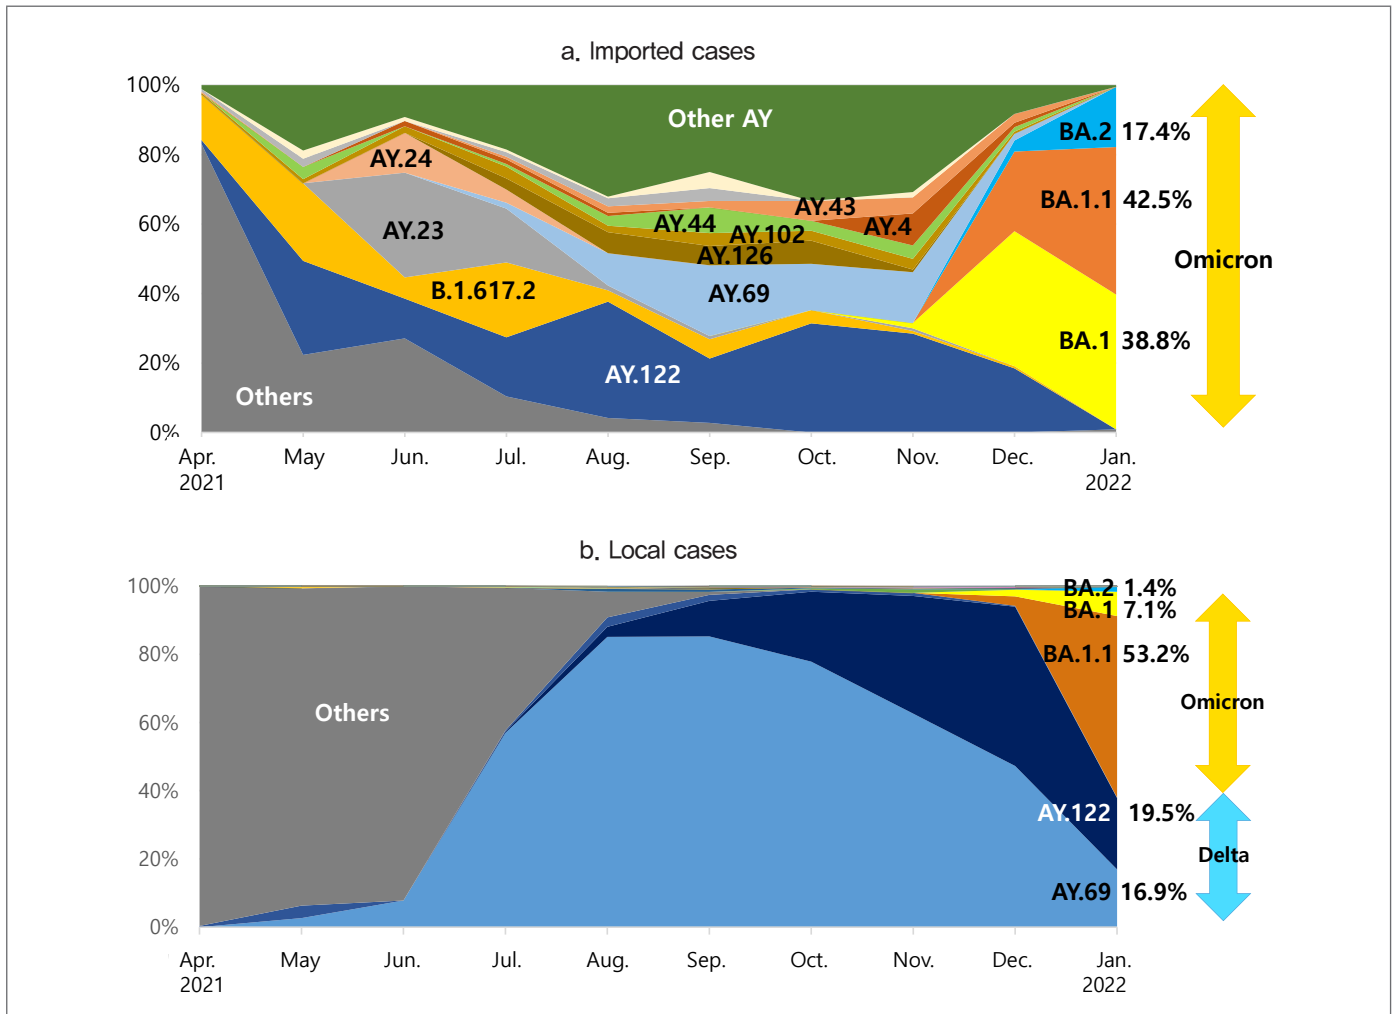 a. Imported cases
100%
80%
60%
40%
20%
0%
Other AY
AY.24
AY.23
B.1.617.2
AY.122
Others
AY.44
AY.102
AY.126
AY.69
AY.43
AY.4
BA.2 17.4%
BA.1.1 42.5%
BA.1 38.8%
Omicron
Apr. May Jun. Jul. Aug. Sep. Oct. Nov. Dec. Jan.
2021 2022
b. Local cases
100%
80%
60%
40%
20%
0%
Others
BA.2 1.4%
BA.1 7.1%
BA.1.1 53.2%
Omicron
AY.122 19.5%
Delta
AY.69 16.9%
Apr. May Jun. Jul. Aug. Sep. Oct. Nov. Dec. Jan.
2021 2022